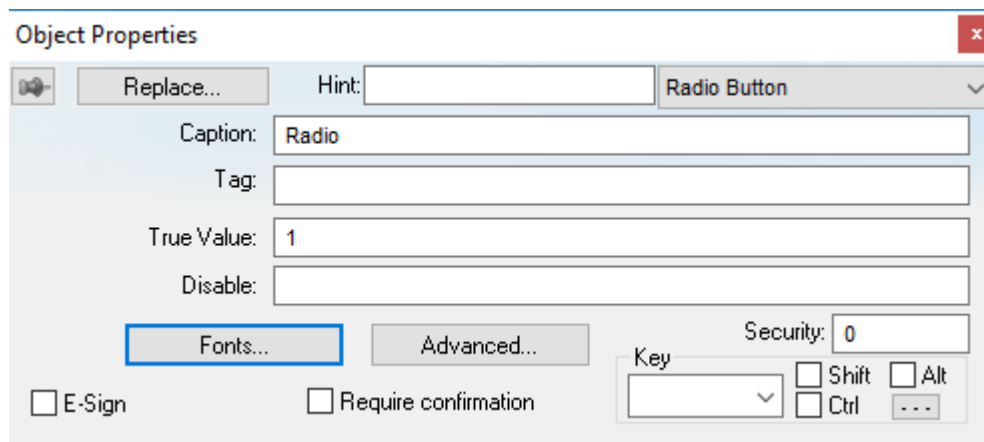 Object Properties x
Replace... Hint: Radio Button
Caption: Radio
Tag:
True Value: 1
Disable:
Fonts... Advanced... Security: 0
Key
Shift Alt
E-Sign Require confirmation Ctrl ...